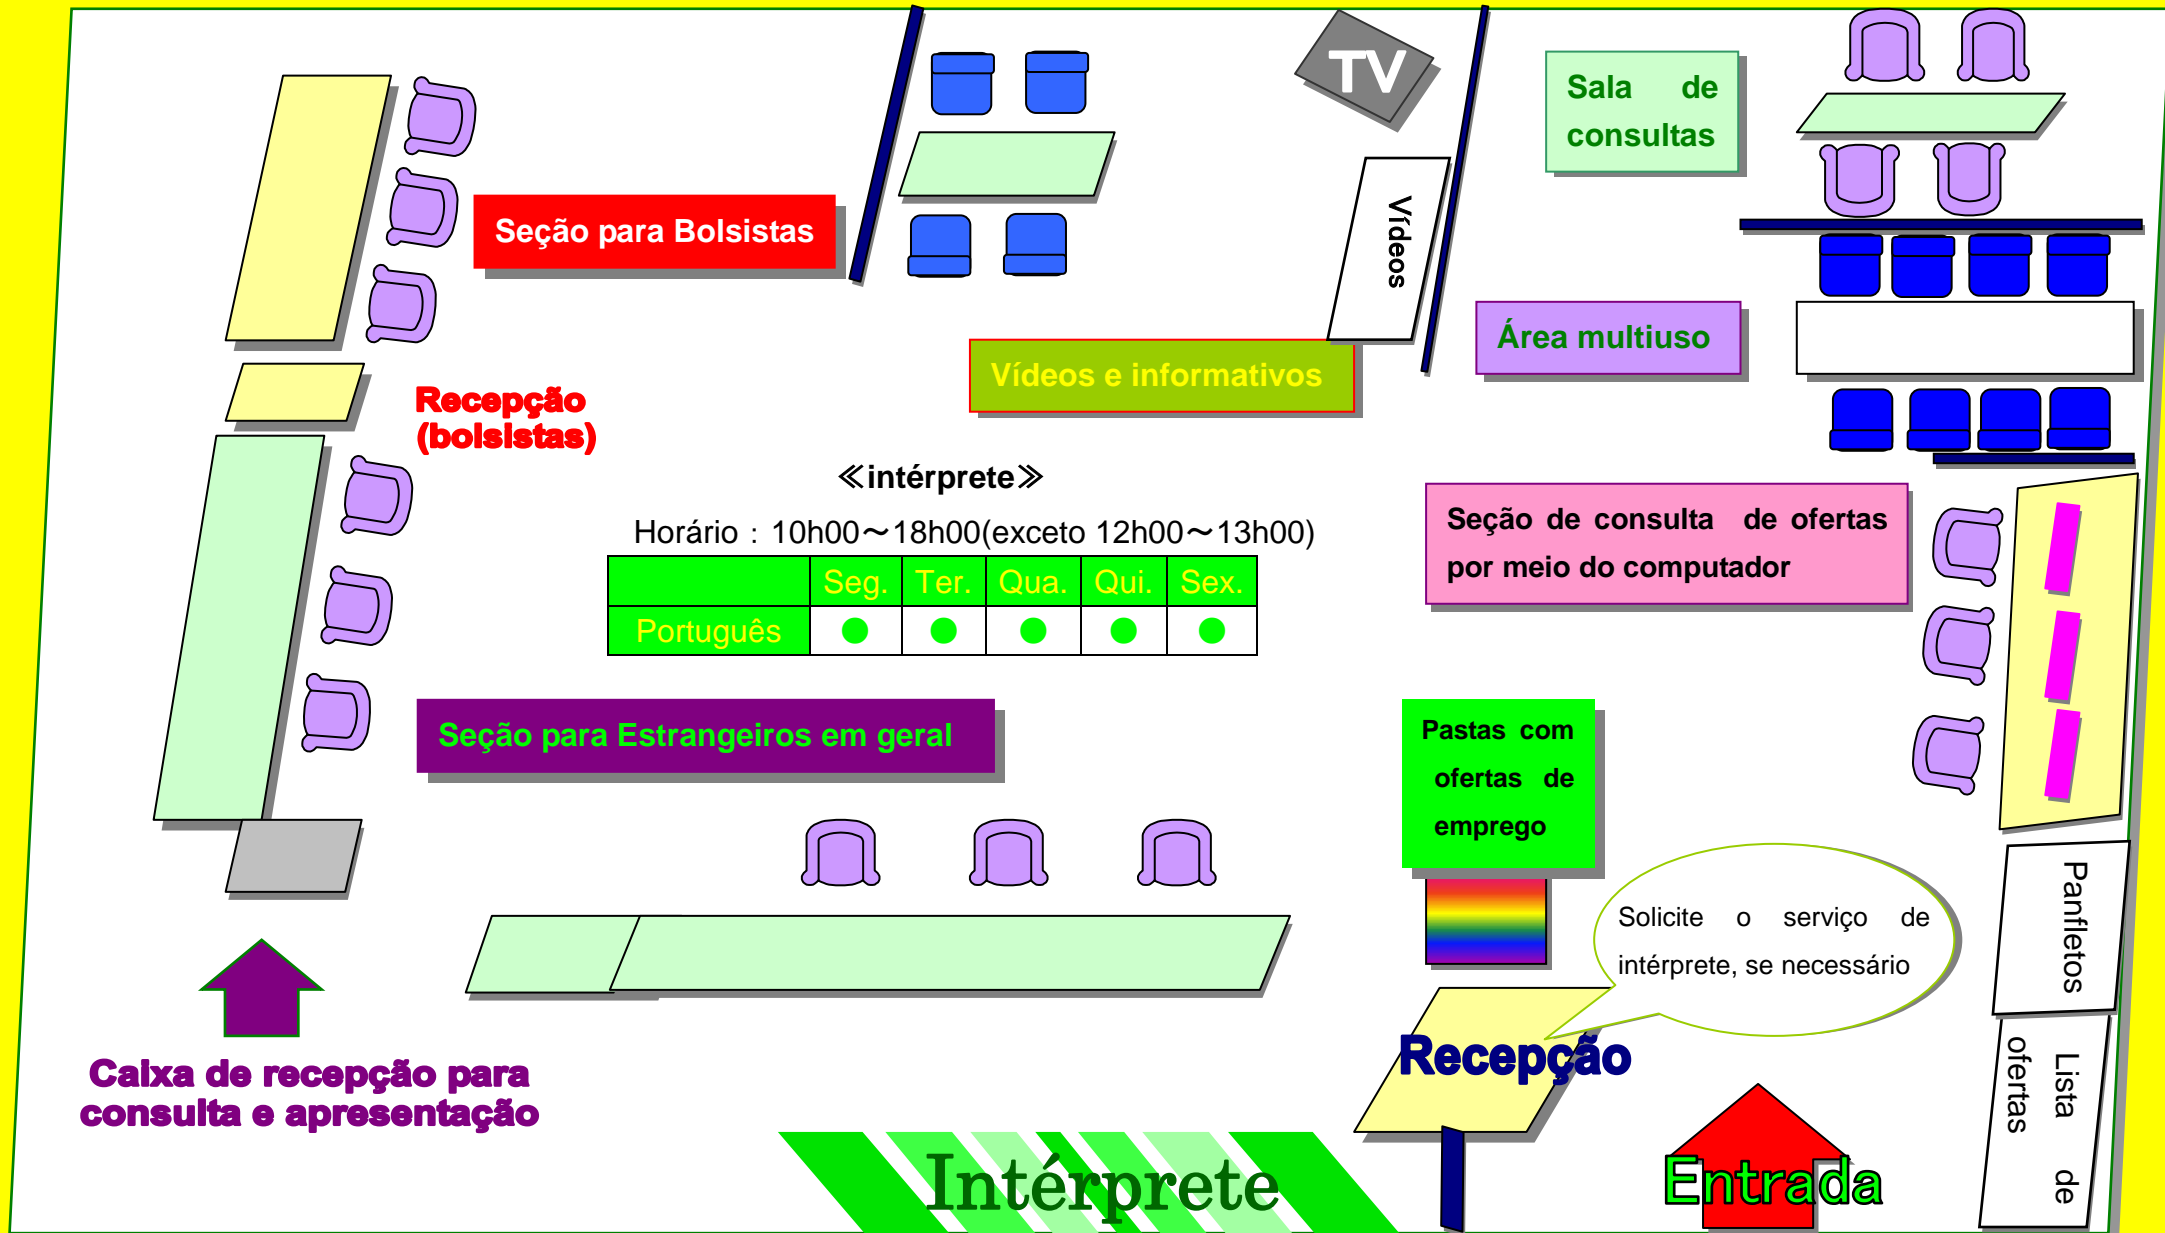 TV
Sala de
consultas
Seção para Bolsistas
Vídeos
Área multiuso
Vídeos e informativos
Recepção
(bolsistas)
≪intérprete≫
Horário：10h00～18h00(exceto 12h00～13h00)
Seg. Ter. Qua. Qui. Sex.
Português ● ● ● ● ●
Seção de consulta de ofertas
por meio do computador
Seção para Estrangeiros em geral
Pastas com
ofertas de
emprego
Solicite o serviço de
intérprete, se necessário
Panfletos
Recepção
Lista de
ofertas
Caixa de recepção para
consulta e apresentação
Intérprete
Entrada